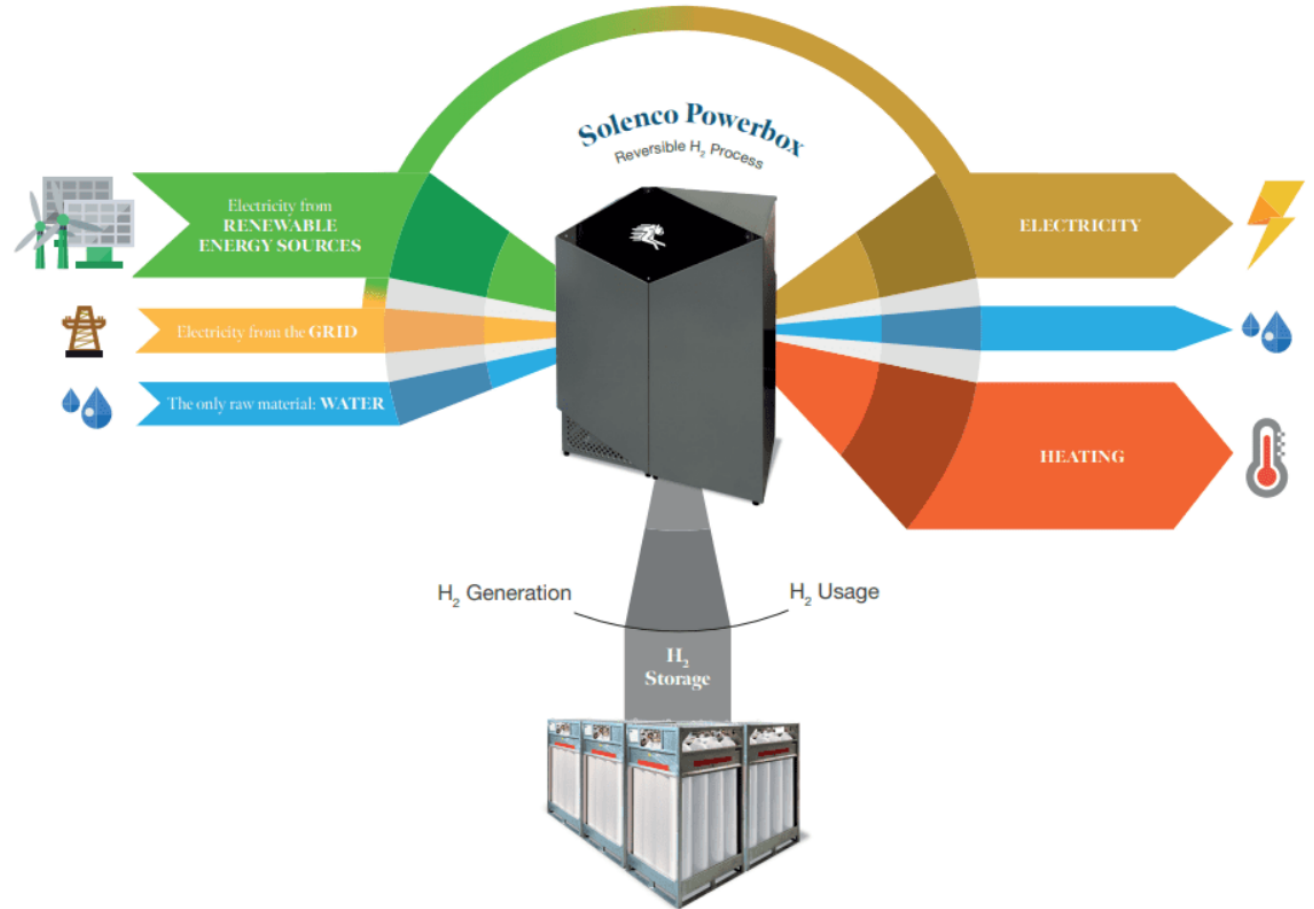 Solenco Powerbox
Reversible H₂ Process
Electricity from
RENEWABLE
ENERGY SOURCES
Electricity from the GRID
The only raw material: WATER
ELECTRICITY
HEATING
H₂ Generation
H₂ Usage
H₂
Storage